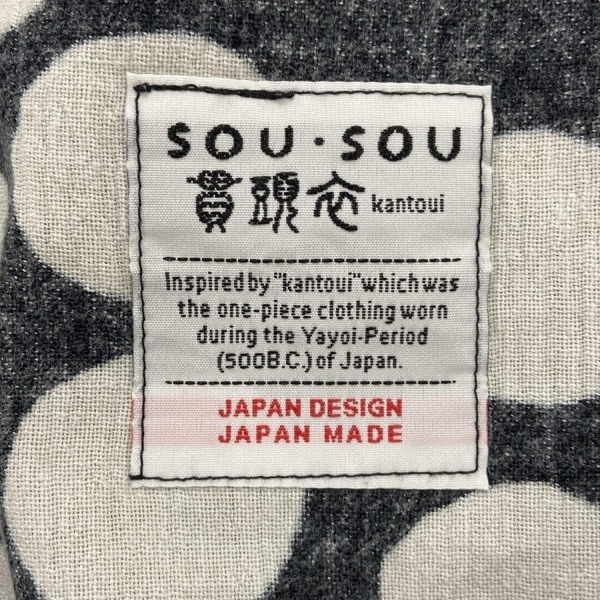 SOU・SOU
貫頭衣 kantoui
Inspired by "kantoui" which was
the one-piece clothing worn
during the Yayoi-Period
(500B.C.) of Japan.
JAPAN DESIGN
JAPAN MADE